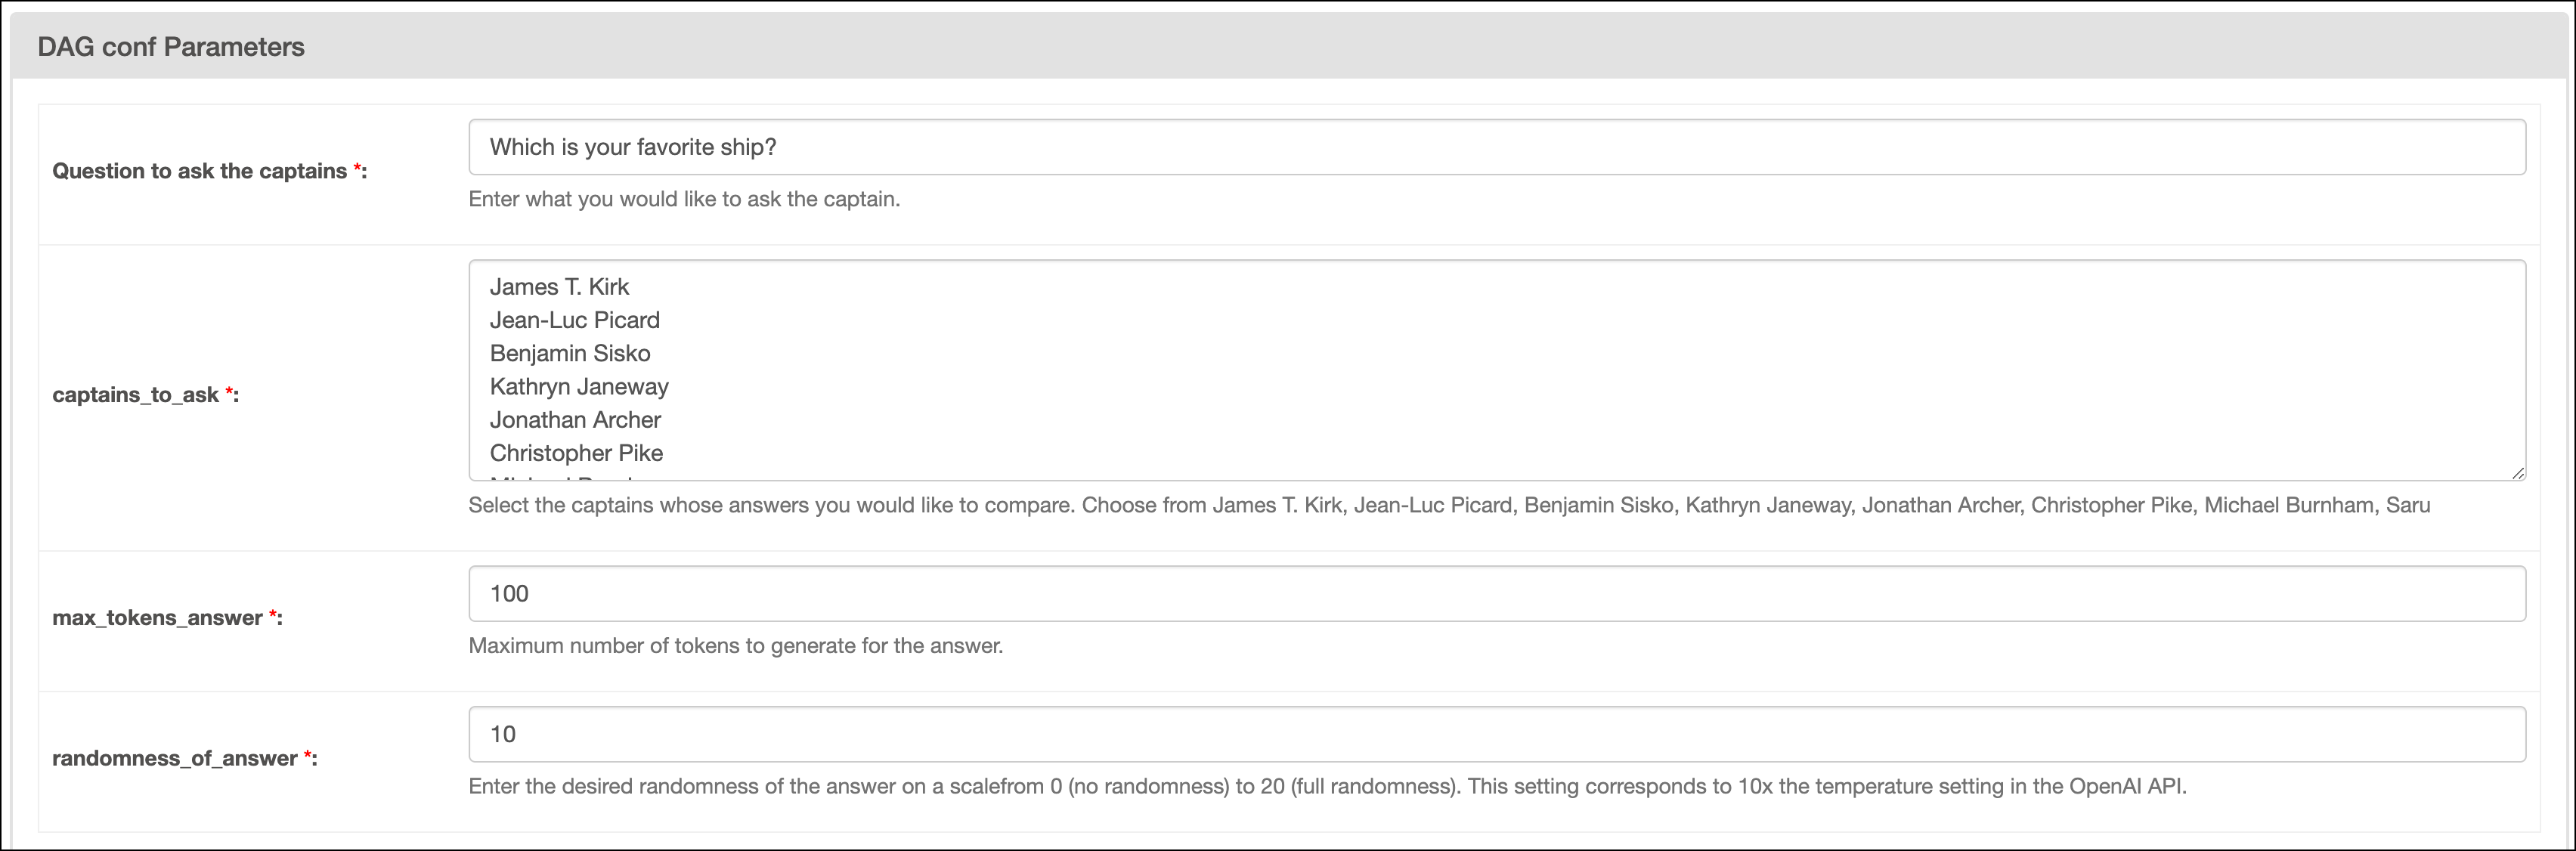 DAG conf Parameters
Question to ask the captains *:
Which is your favorite ship?
Enter what you would like to ask the captain.
captains_to_ask *:
James T. Kirk
Jean-Luc Picard
Benjamin Sisko
Kathryn Janeway
Jonathan Archer
Christopher Pike
Select the captains whose answers you would like to compare. Choose from James T. Kirk, Jean-Luc Picard, Benjamin Sisko, Kathryn Janeway, Jonathan Archer, Christopher Pike, Michael Burnham, Saru
max_tokens_answer *:
100
Maximum number of tokens to generate for the answer.
randomness_of_answer *:
10
Enter the desired randomness of the answer on a scalefrom 0 (no randomness) to 20 (full randomness). This setting corresponds to 10x the temperature setting in the OpenAI API.